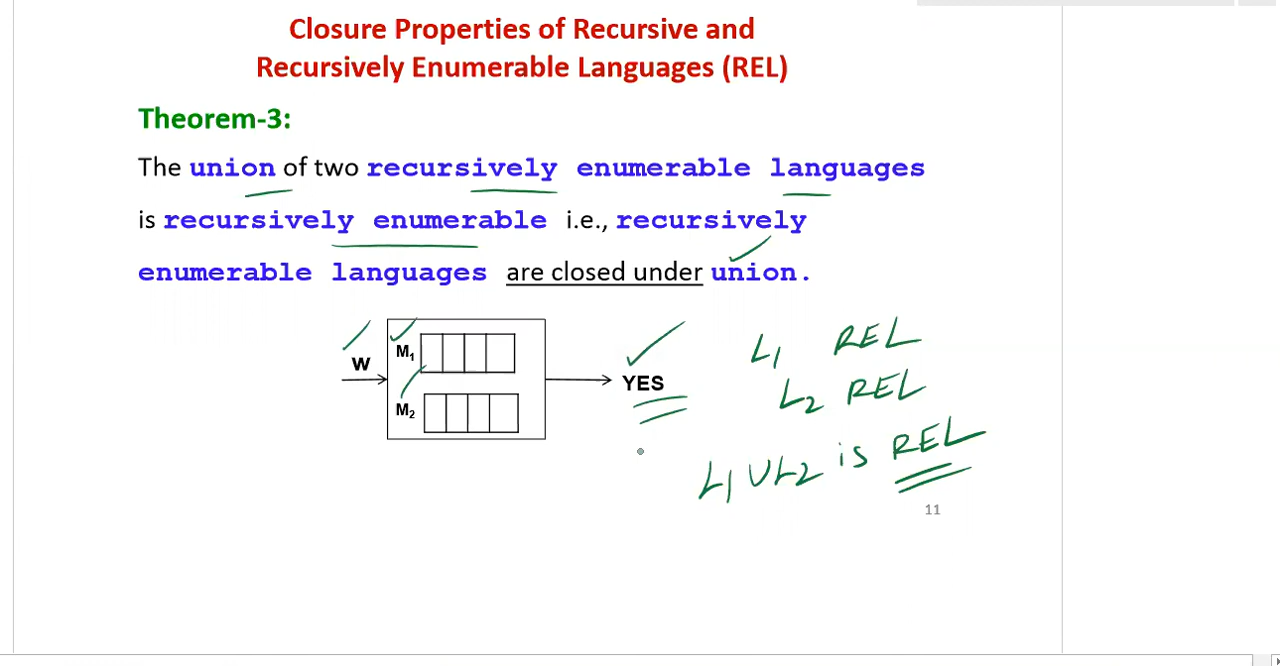 Closure Properties of Recursive and
Recursively Enumerable Languages (REL)
Theorem-3:
The union of two recursively enumerable languages
is recursively enumerable i.e., recursively
enumerable languages are closed under union.
W
M1
M2
YES
L1 REL
L2 REL
L1 U L2 is REL
11